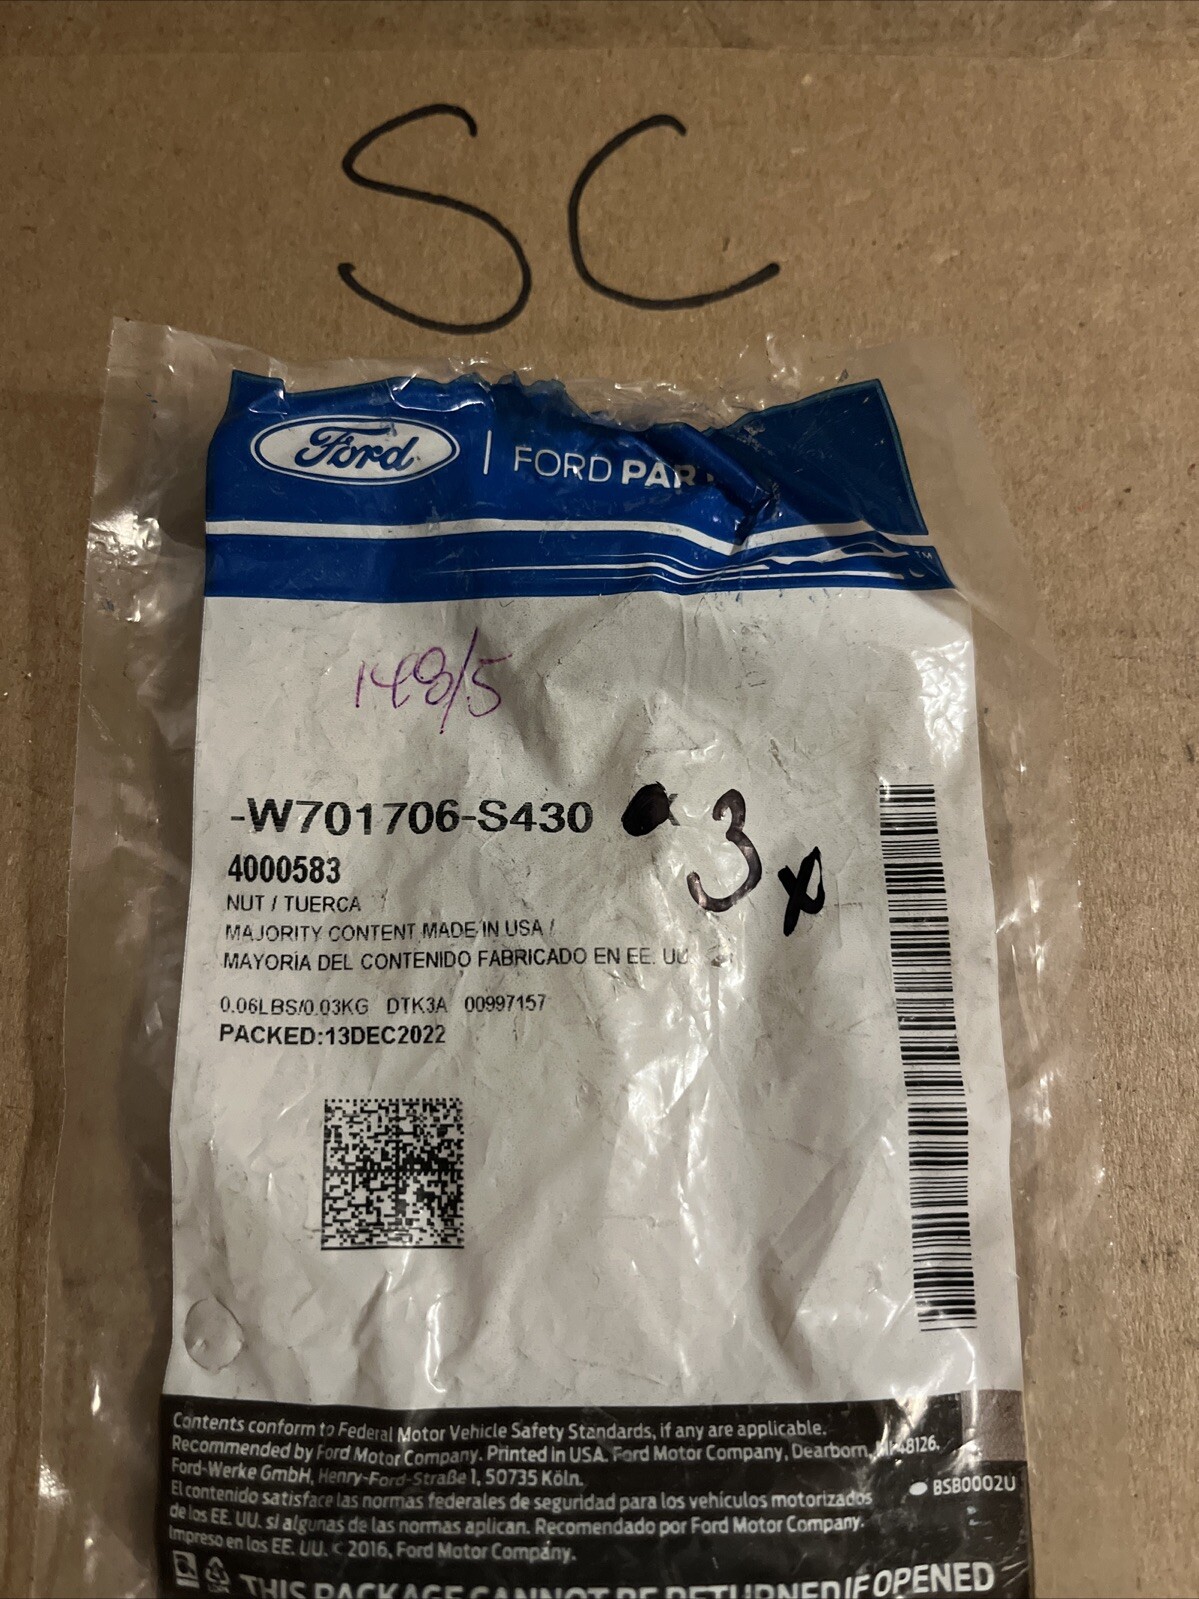 SC
Ford | FORD PARTS
TM
148/5
-W701706-S430
3x
4000583
NUT / TUERCA
MAJORITY CONTENT MADE IN USA /
MAYORÍA DEL CONTENIDO FABRICADO EN EE. UU
0.06LBS/0.03KG DTK3A 00997157
PACKED:13DEC2022
Contents conform to Federal Motor Vehicle Safety Standards, if any are applicable.
Recommended by Ford Motor Company. Printed in USA. Ford Motor Company, Dearborn, MI 48126.
Ford-Werke GmbH, Henry-Ford-Straße 1, 50735 Köln.
BSB0002U
El contenido satisface las normas federales de seguridad para los vehículos motorizados
de los EE. UU. si algunas de las normas aplican. Recomendado por Ford Motor Company.
Impreso en los EE. UU. © 2016, Ford Motor Company.
THIS PACKAGE CANNOT BE RETURNED IF OPENED